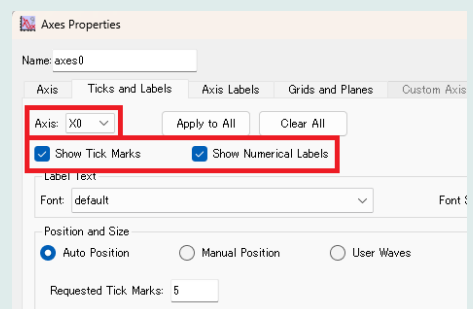 Axes Properties
Name: axes0
Axis Ticks and Labels Axis Labels Grids and Planes Custom Axis
Axis: X0 Apply to All Clear All
Show Tick Marks Show Numerical Labels
Label Text
Font: default Font S
Position and Size
Auto Position Manual Position User Waves
Requested Tick Marks: 5